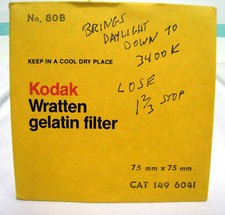 No. 80B
BRINGS
DAYLIGHT
DOWN TO
3400K
KEEP IN A COOL DRY PLACE
LOSE
1 2/3 STOP
Kodak
Wratten
gelatin filter
75 mm x 75 mm
CAT 149 6041